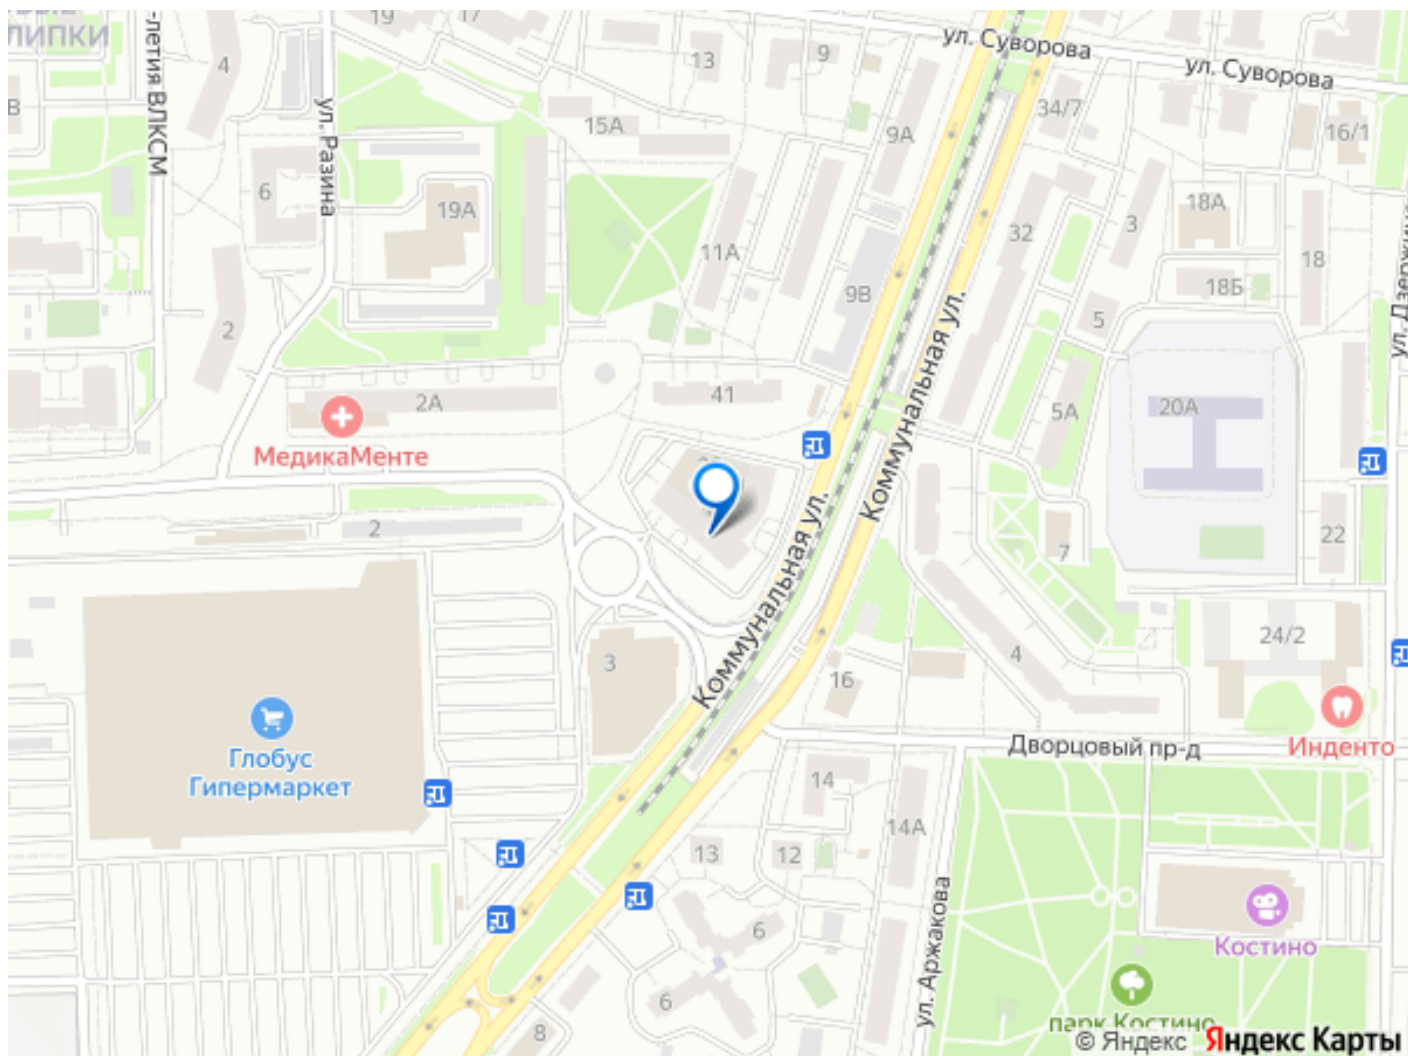 ЛИПКИ
-летия ВЛКСМ
19
17
4
В
ул. Разина
6
2
19А
15А
13
9
9А
11А
9В
ул. Суворова
ул. Суворова
34/7
16/1
32
3
18А
18
18Б
5
ул. Дзержинс
5А
20А
Коммунальная ул.
41
2А
МедикаМенте
2
Коммунальная ул.
7
22
24/2
4
3
16
Глобус
Гипермаркет
Дворцовый пр-д
Инденто
14
14А
13
12
6
6
8
ул. Аржакова
Костино
парк Костино
© Яндекс
Яндекс Карты